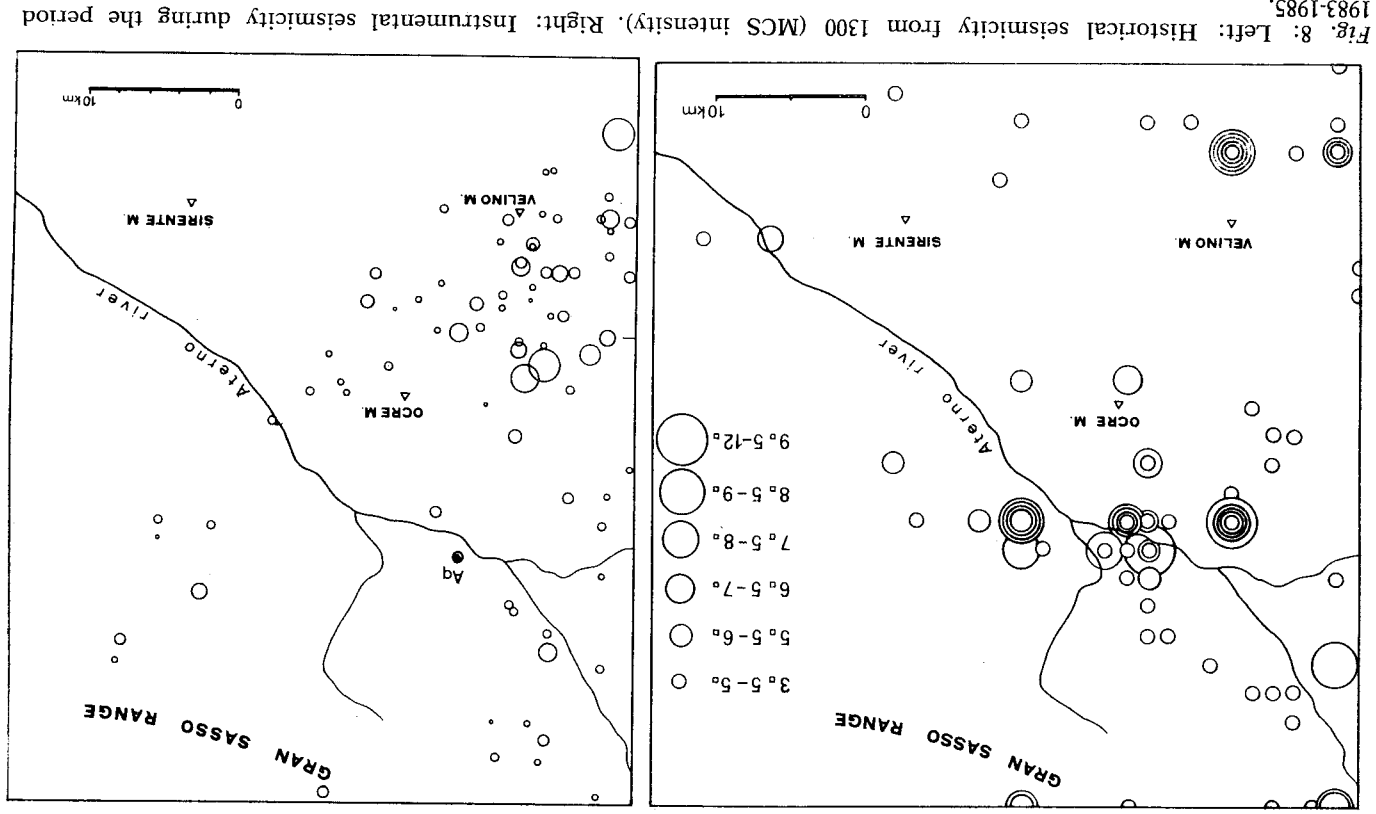 GRAN SASSO RANGE
3° 5–5°
5° 5–6°
6° 5–7°
7° 5–8°
8° 5–9°
9° 5–12°
OCRE M.
Aterno river
VELINO M.
SIRENTE M.
0 10km
GRAN SASSO RANGE
Aq
OCRE M.
Aterno river
VELINO M.
SIRENTE M.
0 10km
Fig. 8: Left: Historical seismicity from 1300 (MCS intensity). Right: Instrumental seismicity during the period
1983-1985.